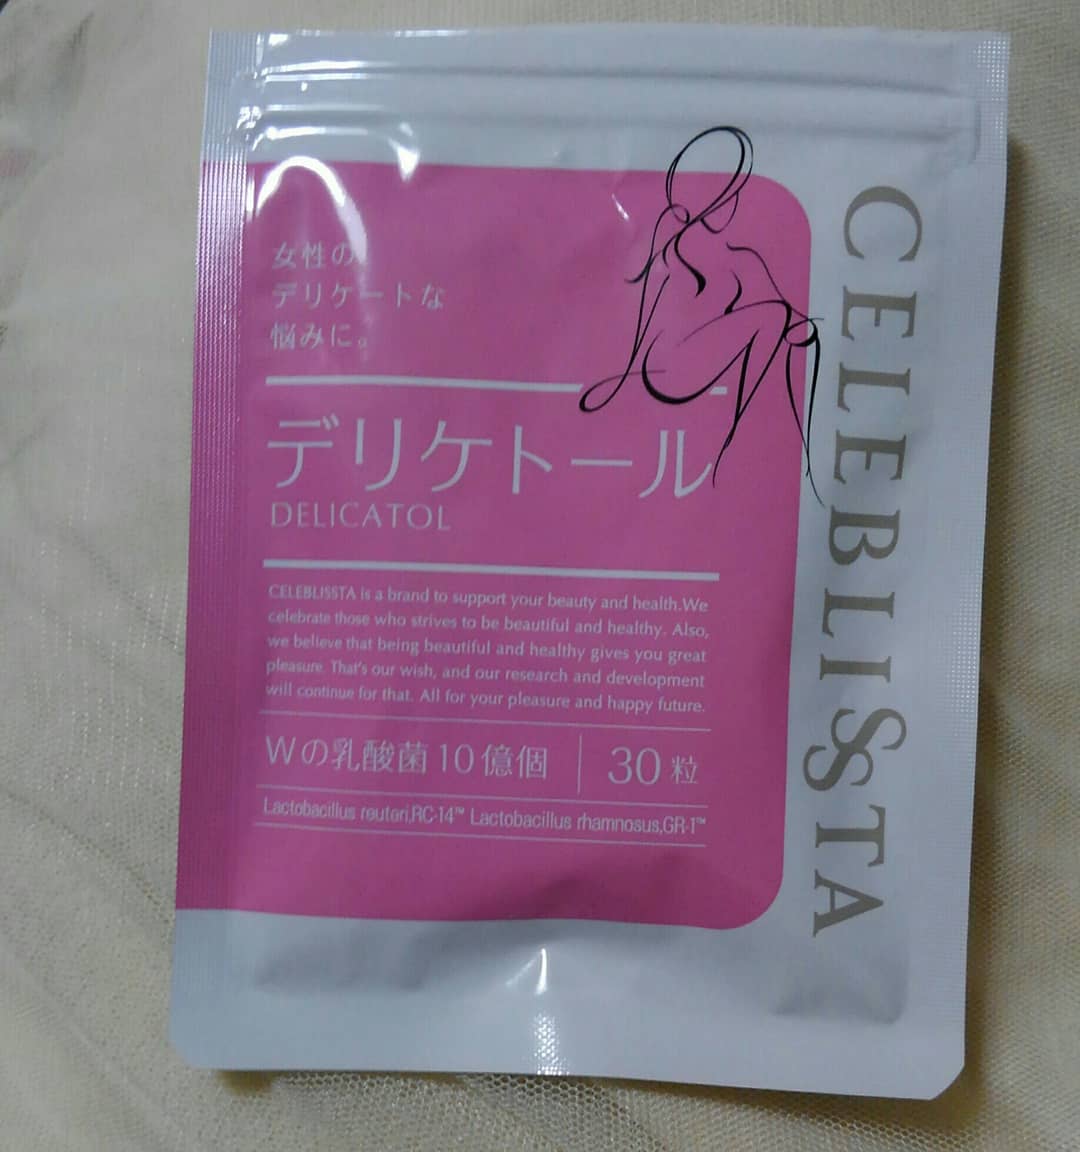 女性の
デリケートな
悩みに。
デリケトール
DELICATOL
CELEBLISSTA is a brand to support your beauty and health.We
celebrate those who strives to be beautiful and healthy. Also,
we believe that being beautiful and healthy gives you great
pleasure. That's our wish, and our research and development
will continue for that. All for your pleasure and happy future.
Wの乳酸菌10億個 30粒
Lactobacillus reuteri,RC-14™ Lactobacillus rhamnosus,GR-1™
CELEBLISSTA